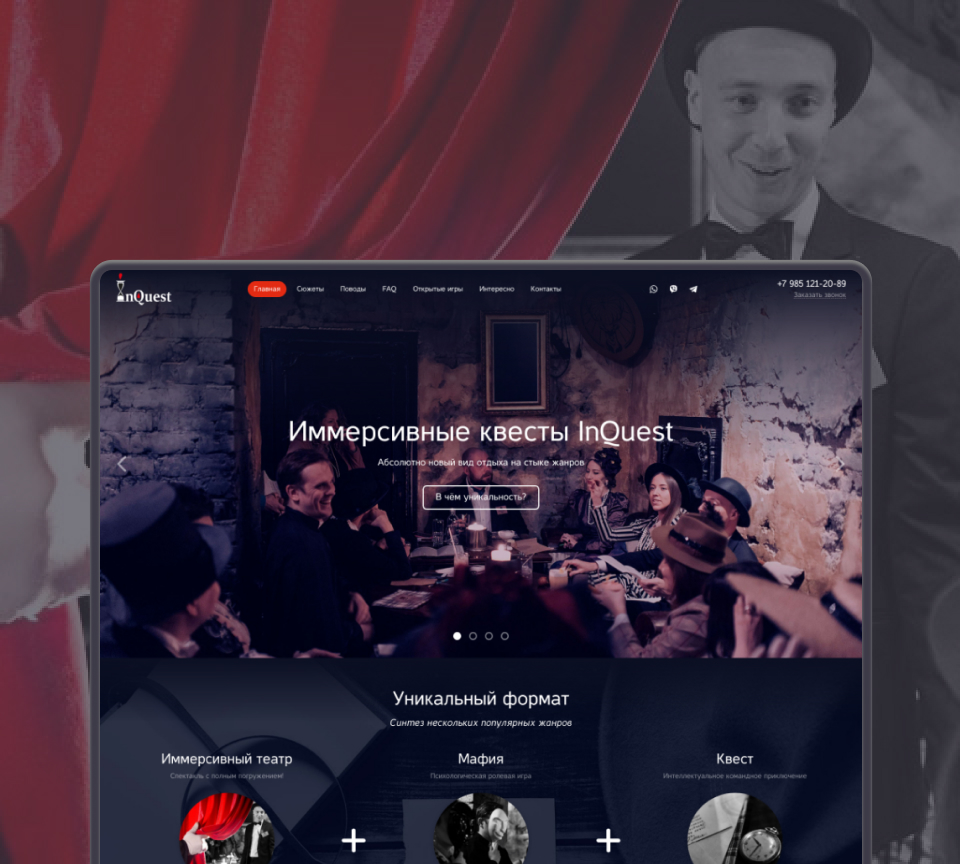 InQuest
Главная Сюжеты Поводы FAQ Открытые игры Интересно Контакты
+7 985 121-20-89
Заказать звонок
Иммерсивные квесты InQuest
Абсолютно новый вид отдыха на стыке жанров
В чём уникальность?
Уникальный формат
Синтез нескольких популярных жанров
Иммерсивный театр
Спектакль с полным погружением!
Мафия
Психологическая ролевая игра
Квест
Интеллектуальное командное приключение